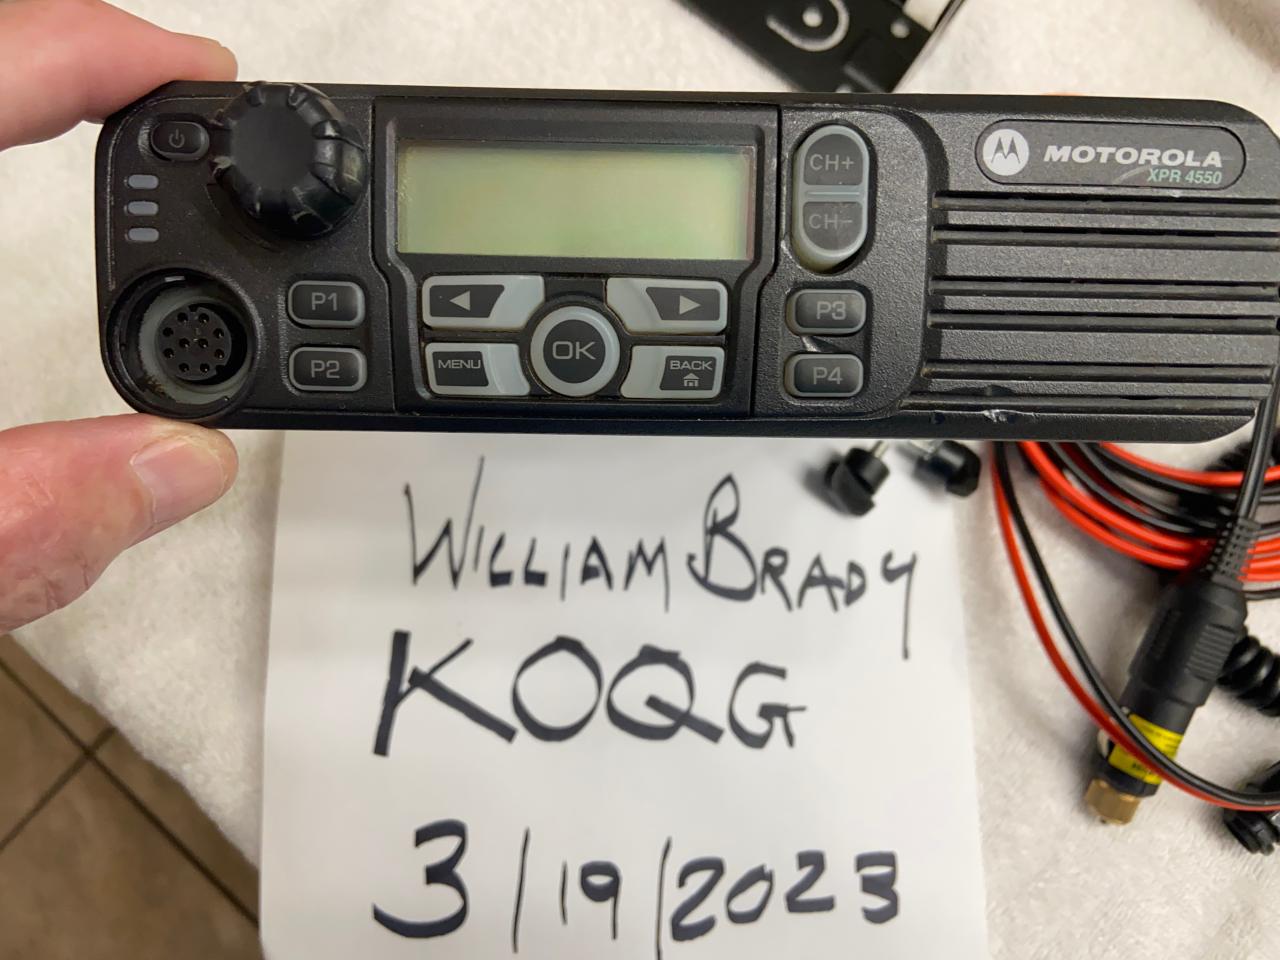 MOTOROLA
XPR 4550
CH+
CH-
P1
P2
P3
P4
MENU
OK
BACK
WILLIAM BRADY
KOQG
3/19/2023